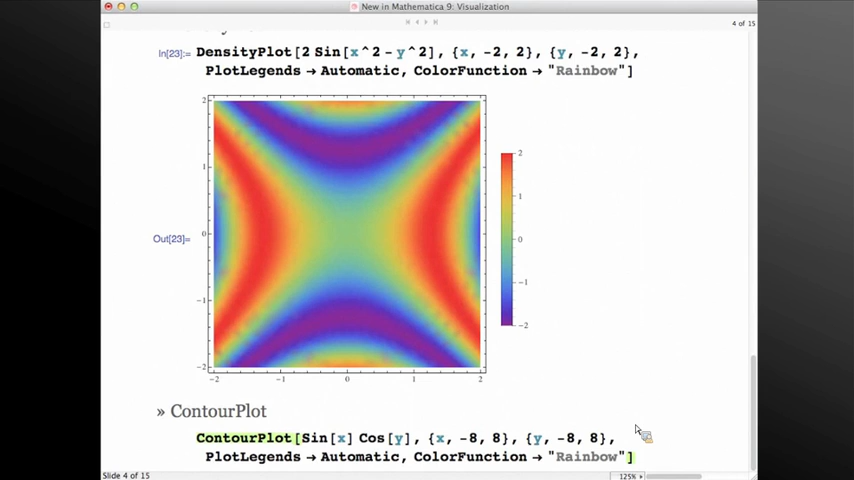 New in Mathematica 9: Visualization
4 of 15
In[23]:= DensityPlot[2 Sin[x^2-y^2], {x, -2, 2}, {y, -2, 2},
PlotLegends → Automatic, ColorFunction → "Rainbow"]
2
1
0
-1
-2
-2 -1 0 1 2
2
1
0
-1
-2
Out[23]=
» ContourPlot
ContourPlot[Sin[x] Cos[y], {x, -8, 8}, {y, -8, 8},
PlotLegends → Automatic, ColorFunction → "Rainbow"]
Slide 4 of 15
125%